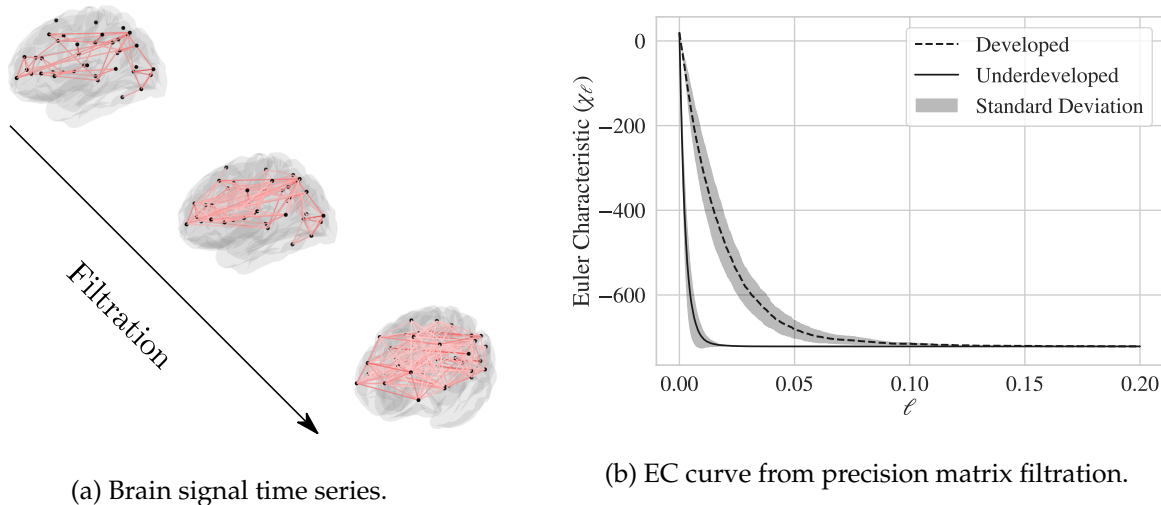 Filtration
(a) Brain signal time series.
Euler Characteristic (χℓ)
0
−200
−400
−600
Developed
Underdeveloped
Standard Deviation
0.00 0.05 0.10 0.15 0.20
ℓ
(b) EC curve from precision matrix filtration.